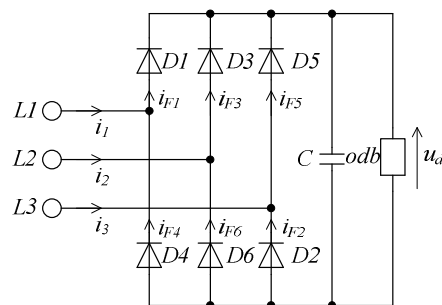 D1 D3 D5
L1 i1 iF1 iF3 iF5
L2 i2 C odb ud
L3 i3 iF4 iF6 iF2
D4 D6 D2